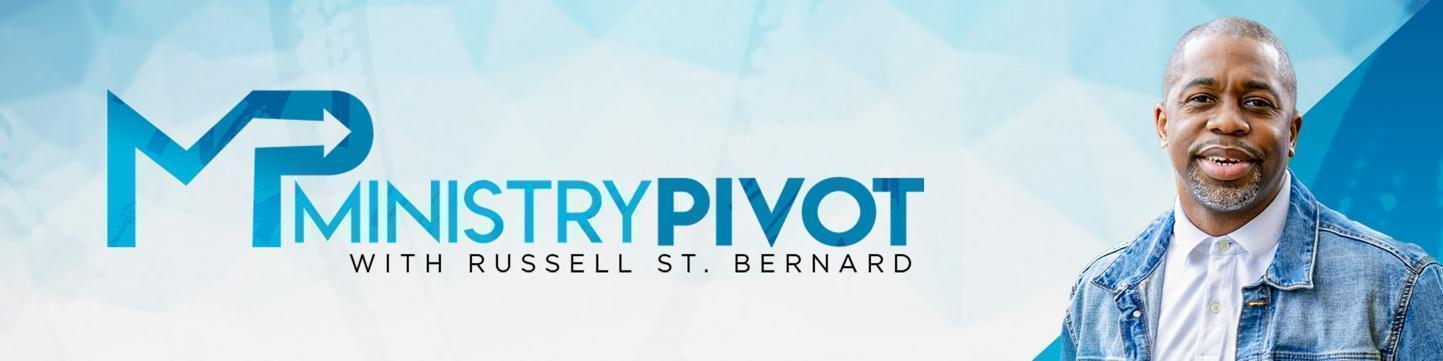 MP
MINISTRYPIVOT
WITH RUSSELL ST. BERNARD